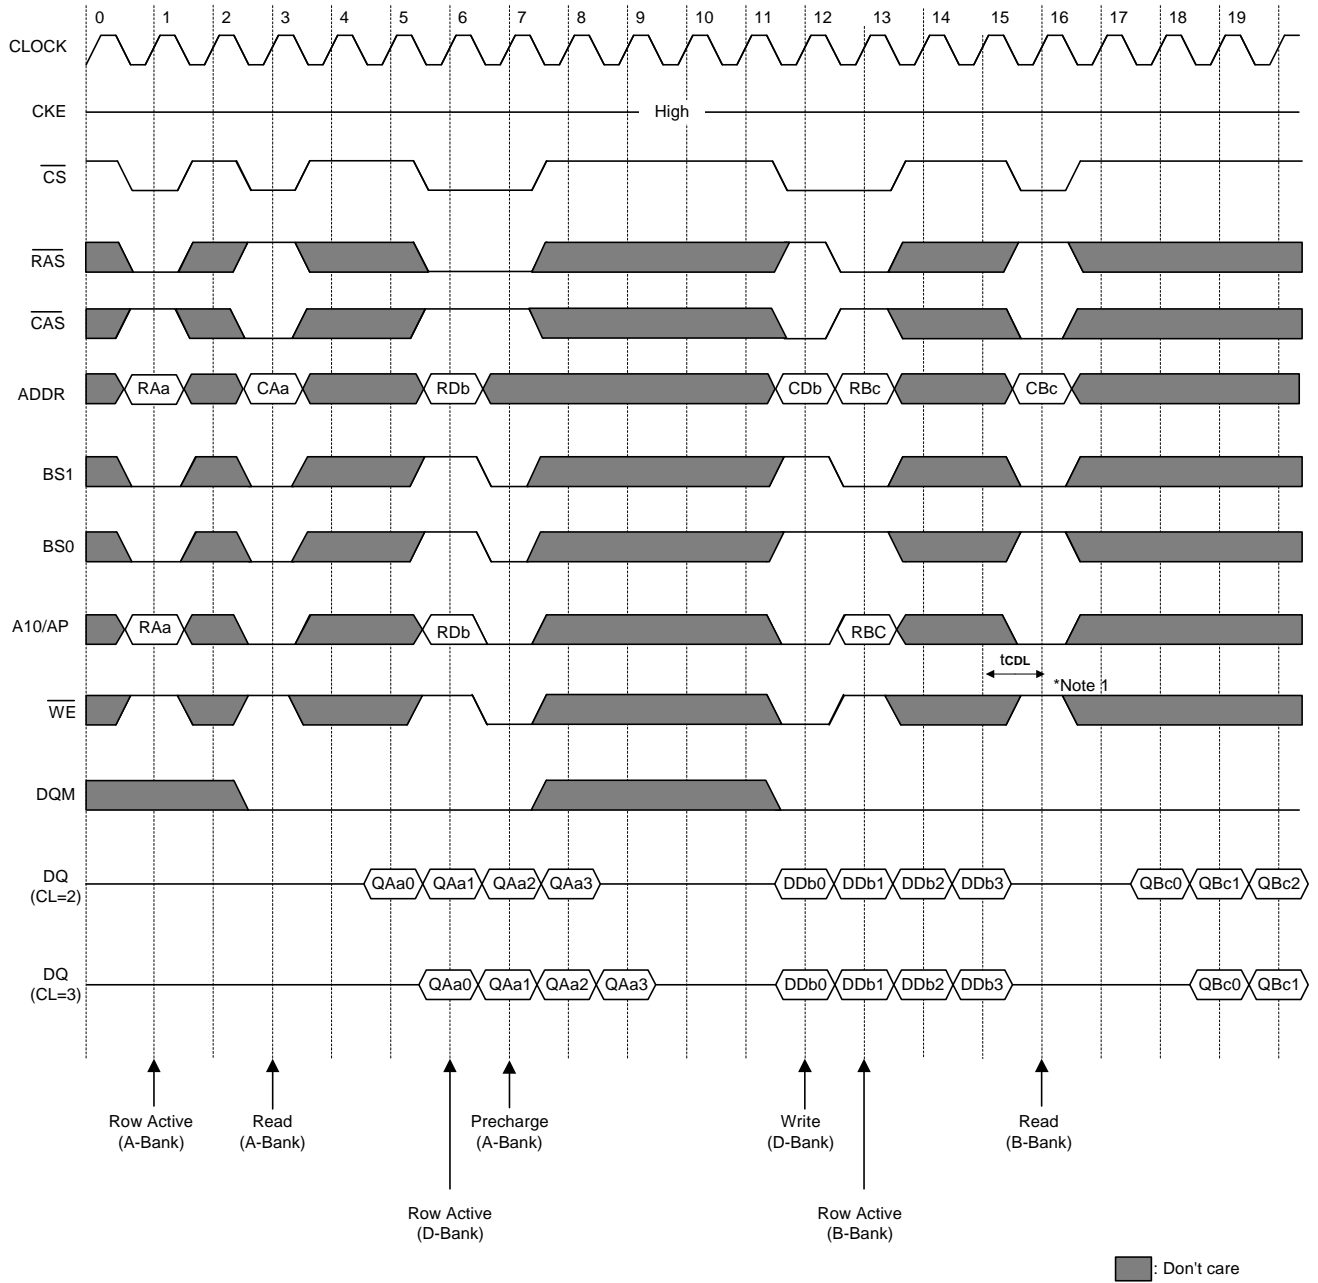 0 1 2 3 4 5 6 7 8 9 10 11 12 13 14 15 16 17 18 19
CLOCK
CKE High
CS
RAS
CAS
ADDR RAa CAa RDb CDb RBc CBc
BS1
BS0
A10/AP RAa RDb RBC
tCDL
*Note 1
WE
DQM
DQ
(CL=2)
QAa0 QAa1 QAa2 QAa3 DDb0 DDb1 DDb2 DDb3 QBc0 QBc1 QBc2
DQ
(CL=3)
QAa0 QAa1 QAa2 QAa3 DDb0 DDb1 DDb2 DDb3 QBc0 QBc1
Row Active
(A-Bank)
Read
(A-Bank)
Precharge
(A-Bank)
Write
(D-Bank)
Read
(B-Bank)
Row Active
(D-Bank)
Row Active
(B-Bank)
: Don't care